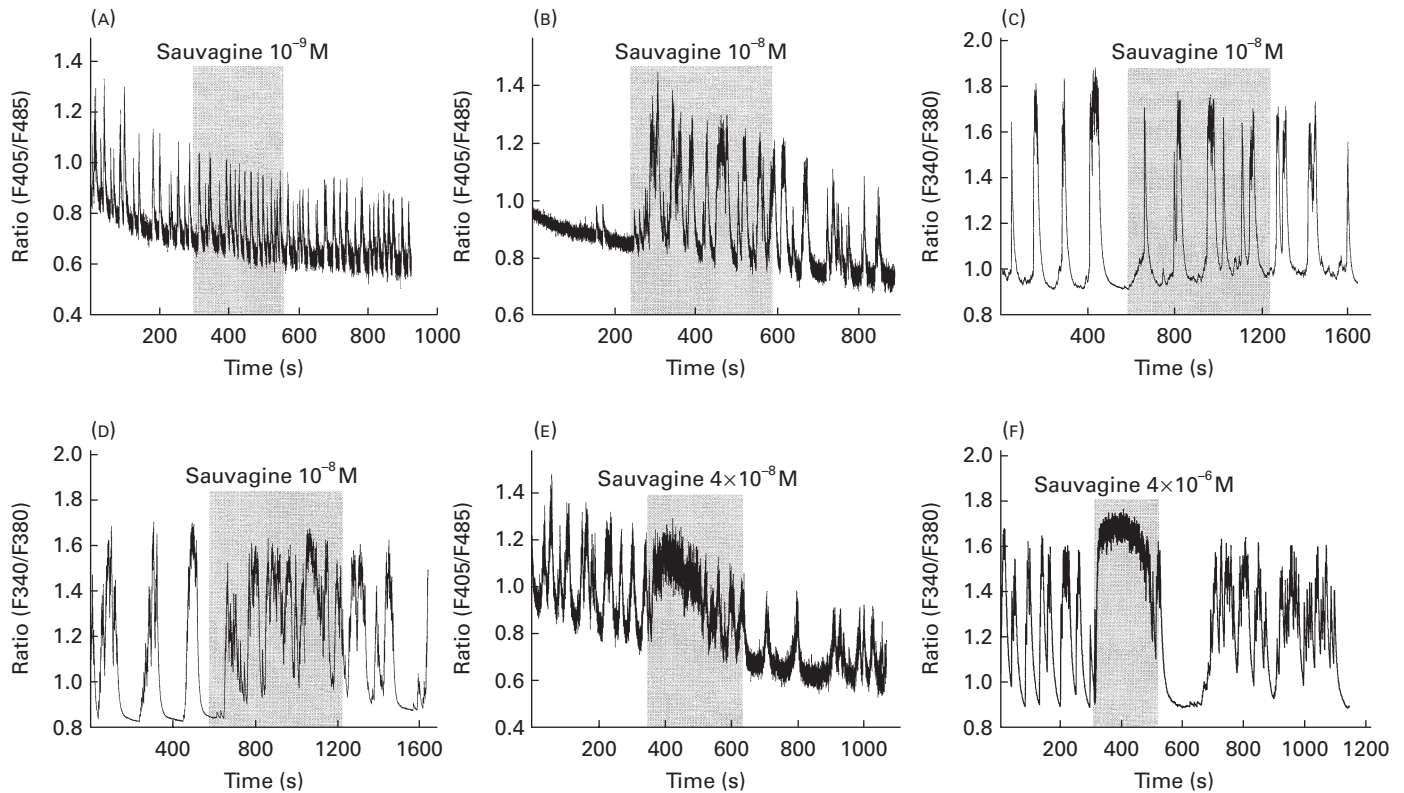 (A)
Sauvagine 10⁻⁹ M
Ratio (F405/F485)
1.4
1.2
1.0
0.8
0.6
0.4
200 400 600 800 1000
Time (s)
(B)
Sauvagine 10⁻⁸ M
Ratio (F405/F485)
1.4
1.2
1.0
0.8
0.6
200 400 600 800
Time (s)
(C)
Sauvagine 10⁻⁸ M
Ratio (F340/F380)
2.0
1.8
1.6
1.4
1.2
1.0
0.8
400 800 1200 1600
Time (s)
(D)
Sauvagine 10⁻⁸ M
Ratio (F340/F380)
2.0
1.8
1.6
1.4
1.2
1.0
0.8
400 800 1200 1600
Time (s)
(E)
Sauvagine 4×10⁻⁸ M
Ratio (F405/F485)
1.4
1.2
1.0
0.8
0.6
0.4
200 400 600 800 1000
Time (s)
(F)
Sauvagine 4×10⁻⁶ M
Ratio (F340/F380)
2.0
1.8
1.6
1.4
1.2
1.0
0.8
200 400 600 800 1000 1200
Time (s)